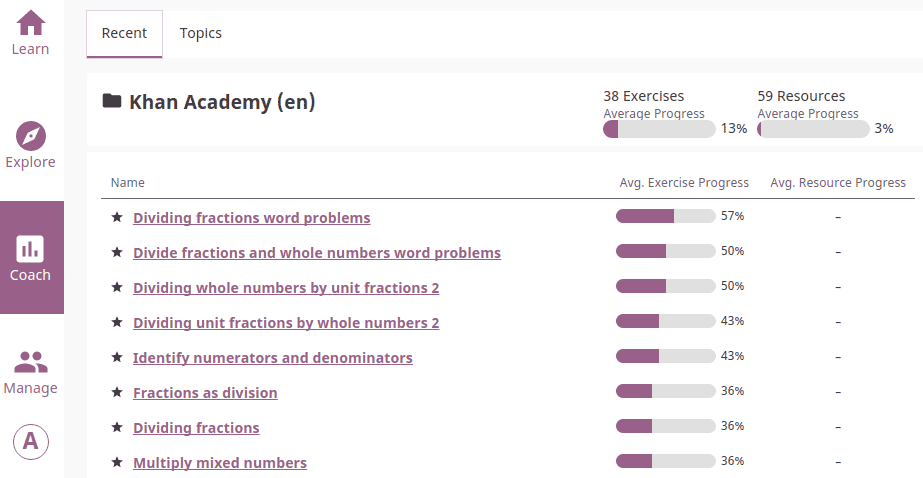 Learn
Explore
Coach
Manage
A
Recent Topics
Khan Academy (en)
38 Exercises
Average Progress
13%
59 Resources
Average Progress
3%
Name Avg. Exercise Progress Avg. Resource Progress
Dividing fractions word problems 57% –
Divide fractions and whole numbers word problems 50% –
Dividing whole numbers by unit fractions 2 50% –
Dividing unit fractions by whole numbers 2 43% –
Identify numerators and denominators 43% –
Fractions as division 36% –
Dividing fractions 36% –
Multiply mixed numbers 36% –